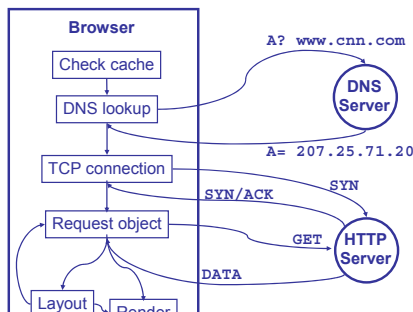 Browser
A? www.cnn.com
Check cache
DNS
Server
DNS lookup
A= 207.25.71.20
TCP connection
SYN
SYN/ACK
Request object
GET
HTTP
Server
DATA
Layout
Render